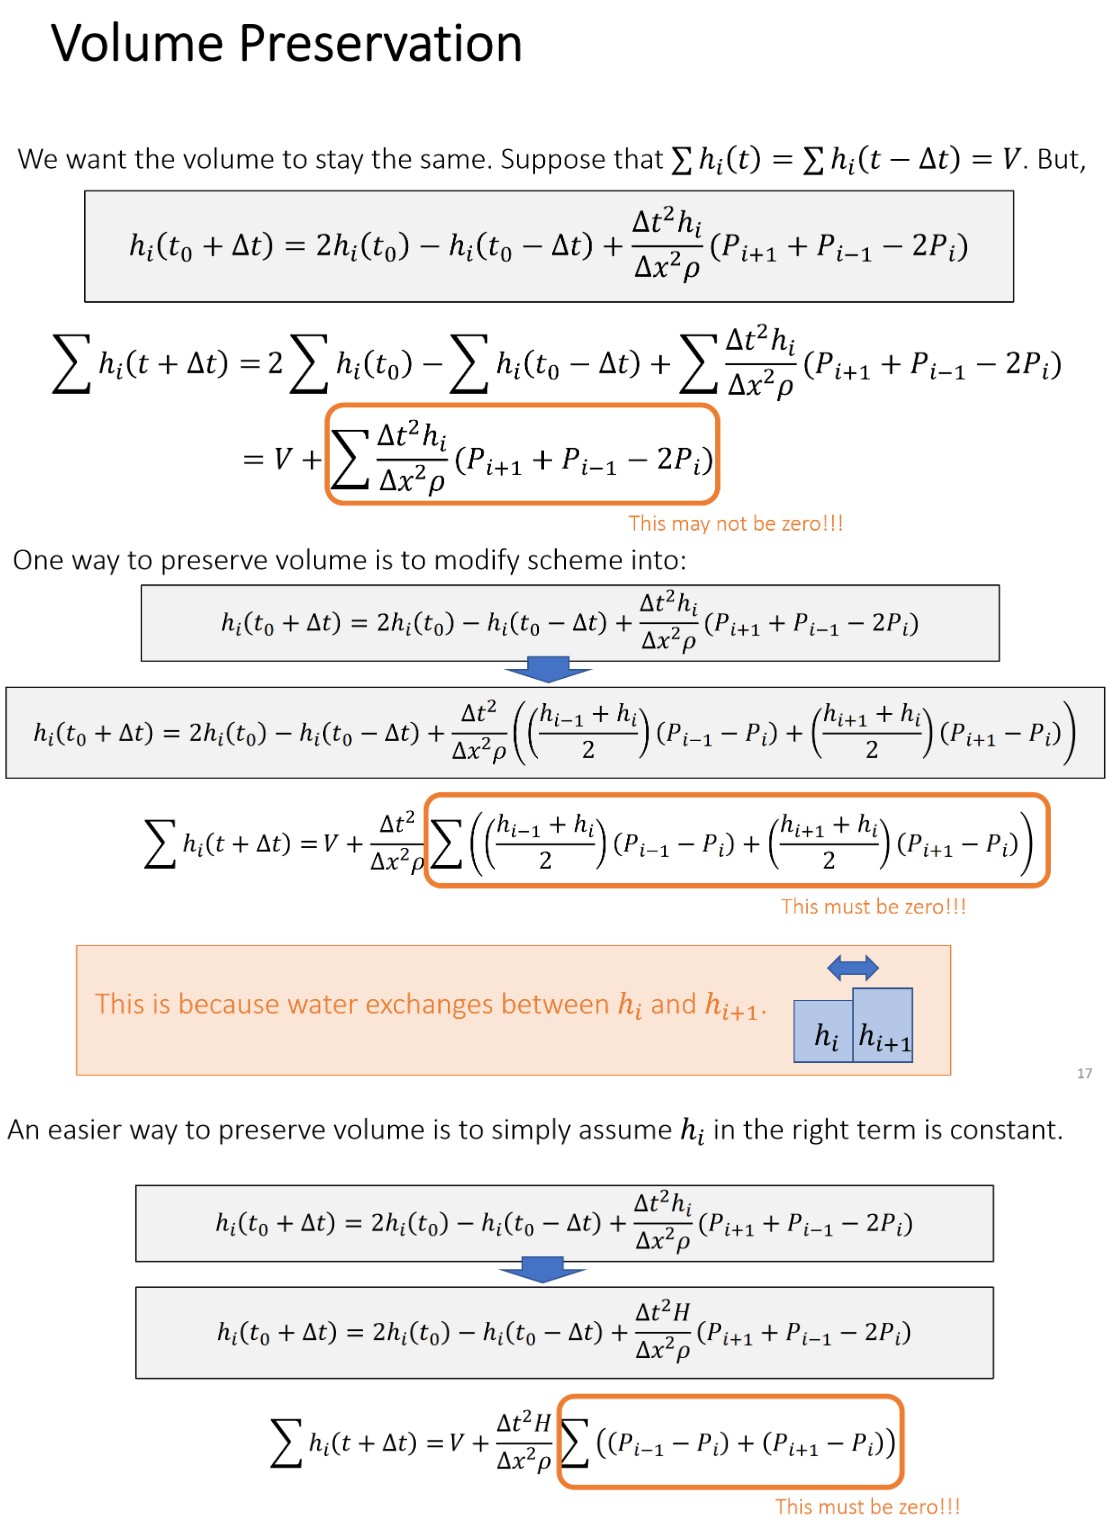 Volume Preservation
We want the volume to stay the same. Suppose that ∑ hᵢ(t) = ∑ hᵢ(t − Δt) = V. But,
hᵢ(t₀ + Δt) = 2hᵢ(t₀) − hᵢ(t₀ − Δt) + Δt²hᵢ/Δx²ρ (Pᵢ₊₁ + Pᵢ₋₁ − 2Pᵢ)
∑ hᵢ(t + Δt) = 2 ∑ hᵢ(t₀) − ∑ hᵢ(t₀ − Δt) + ∑ Δt²hᵢ/Δx²ρ (Pᵢ₊₁ + Pᵢ₋₁ − 2Pᵢ)
= V + ∑ Δt²hᵢ/Δx²ρ (Pᵢ₊₁ + Pᵢ₋₁ − 2Pᵢ)
This may not be zero!!!
One way to preserve volume is to modify scheme into:
hᵢ(t₀ + Δt) = 2hᵢ(t₀) − hᵢ(t₀ − Δt) + Δt²hᵢ/Δx²ρ (Pᵢ₊₁ + Pᵢ₋₁ − 2Pᵢ)
hᵢ(t₀ + Δt) = 2hᵢ(t₀) − hᵢ(t₀ − Δt) + Δt²/Δx²ρ (((hᵢ₋₁ + hᵢ)/2) (Pᵢ₋₁ − Pᵢ) + ((hᵢ₊₁ + hᵢ)/2) (Pᵢ₊₁ − Pᵢ))
∑ hᵢ(t + Δt) = V + Δt²/Δx²ρ ∑ (((hᵢ₋₁ + hᵢ)/2) (Pᵢ₋₁ − Pᵢ) + ((hᵢ₊₁ + hᵢ)/2) (Pᵢ₊₁ − Pᵢ))
This must be zero!!!
This is because water exchanges between hᵢ and hᵢ₊₁.
hᵢ hᵢ₊₁
17
An easier way to preserve volume is to simply assume hᵢ in the right term is constant.
hᵢ(t₀ + Δt) = 2hᵢ(t₀) − hᵢ(t₀ − Δt) + Δt²hᵢ/Δx²ρ (Pᵢ₊₁ + Pᵢ₋₁ − 2Pᵢ)
hᵢ(t₀ + Δt) = 2hᵢ(t₀) − hᵢ(t₀ − Δt) + Δt²H/Δx²ρ (Pᵢ₊₁ + Pᵢ₋₁ − 2Pᵢ)
∑ hᵢ(t + Δt) = V + Δt²H/Δx²ρ ∑ ((Pᵢ₋₁ − Pᵢ) + (Pᵢ₊₁ − Pᵢ))
This must be zero!!!